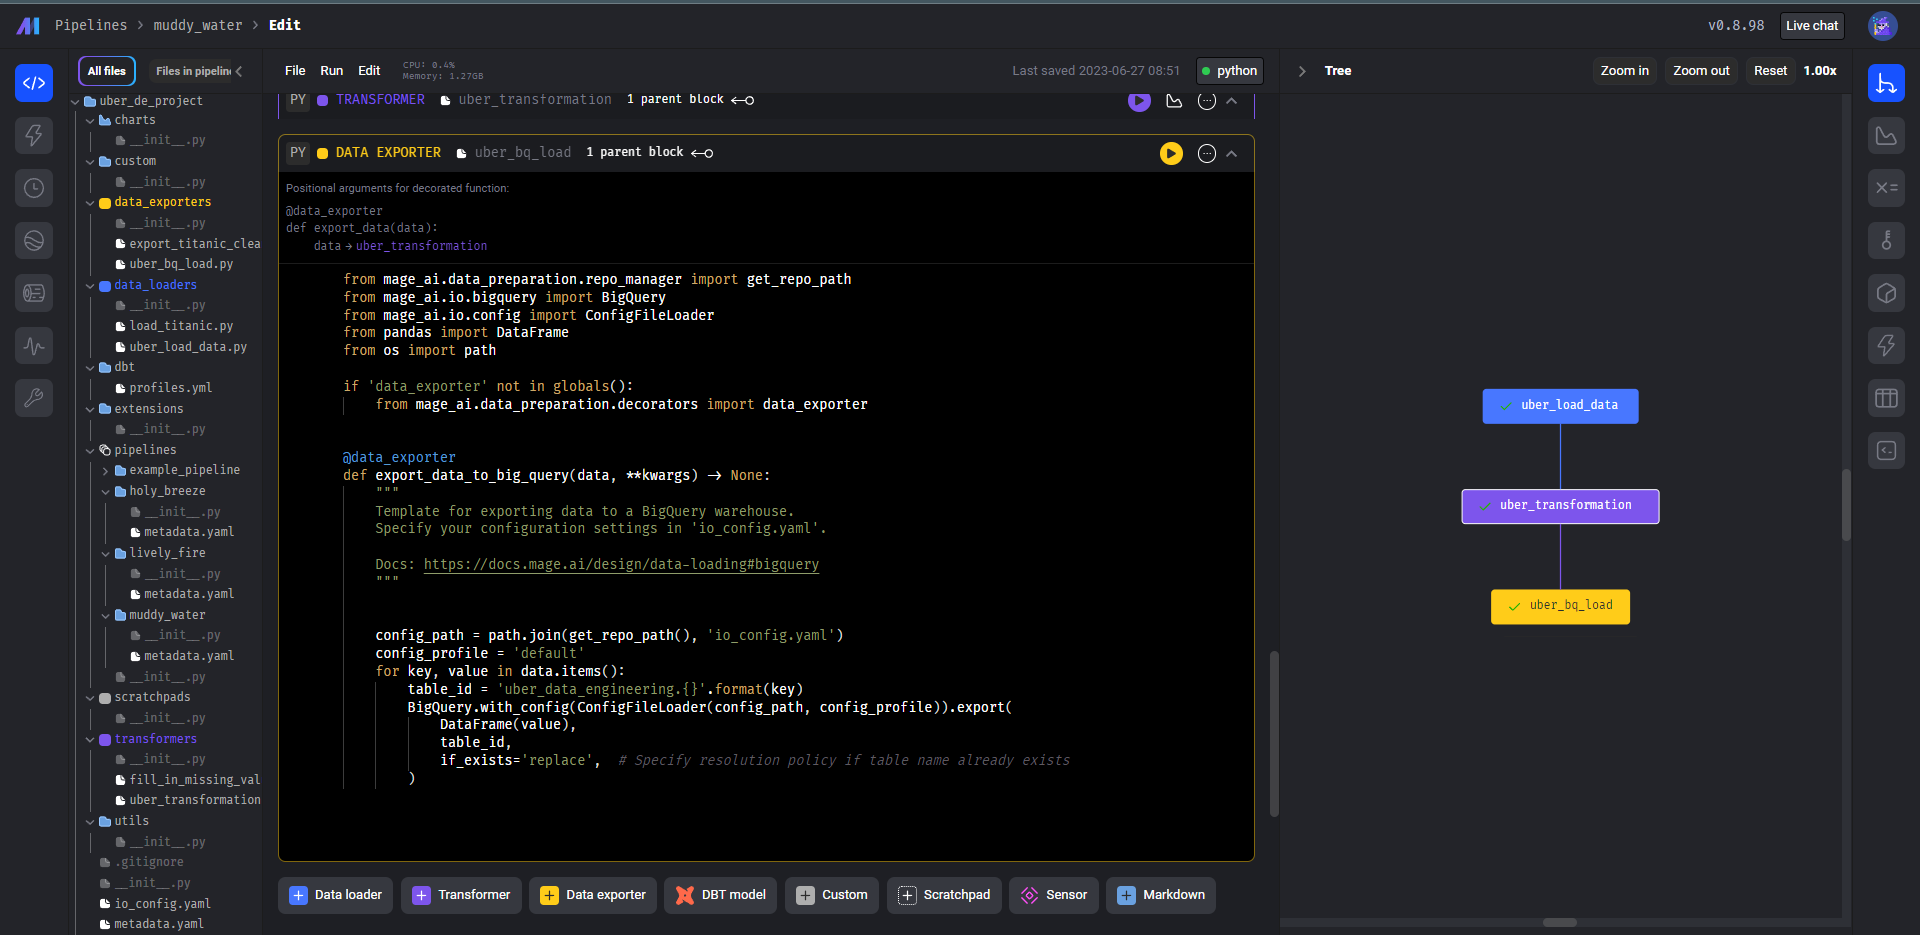 Pipelines > muddy_water > Edit
v0.8.98
Live chat
All files
Files in pipelin
File Run Edit
CPU: 0.4%
Memory: 1.27GB
Last saved 2023-06-27 08:51
python
Tree
Zoom in
Zoom out
Reset
1.00x
uber_de_project
charts
__init__.py
custom
__init__.py
data_exporters
__init__.py
export_titanic_clea
uber_bq_load.py
data_loaders
__init__.py
load_titanic.py
uber_load_data.py
dbt
profiles.yml
extensions
__init__.py
pipelines
example_pipeline
holy_breeze
__init__.py
metadata.yaml
lively_fire
__init__.py
metadata.yaml
muddy_water
__init__.py
metadata.yaml
__init__.py
scratchpads
__init__.py
transformers
__init__.py
fill_in_missing_val
uber_transformation
utils
__init__.py
.gitignore
__init__.py
io_config.yaml
metadata.yaml
PY TRANSFORMER uber_transformation 1 parent block
PY DATA EXPORTER uber_bq_load 1 parent block
Positional arguments for decorated function:
@data_exporter
def export_data(data):
data → uber_transformation
from mage_ai.data_preparation.repo_manager import get_repo_path
from mage_ai.io.bigquery import BigQuery
from mage_ai.io.config import ConfigFileLoader
from pandas import DataFrame
from os import path
if 'data_exporter' not in globals():
from mage_ai.data_preparation.decorators import data_exporter
@data_exporter
def export_data_to_big_query(data, **kwargs) → None:
"""
Template for exporting data to a BigQuery warehouse.
Specify your configuration settings in 'io_config.yaml'.
Docs: https://docs.mage.ai/design/data-loading#bigquery
"""
config_path = path.join(get_repo_path(), 'io_config.yaml')
config_profile = 'default'
for key, value in data.items():
table_id = 'uber_data_engineering.{}'.format(key)
BigQuery.with_config(ConfigFileLoader(config_path, config_profile)).export(
DataFrame(value),
table_id,
if_exists='replace',  # Specify resolution policy if table name already exists
)
Data loader
Transformer
Data exporter
DBT model
Custom
Scratchpad
Sensor
Markdown
uber_load_data
uber_transformation
uber_bq_load